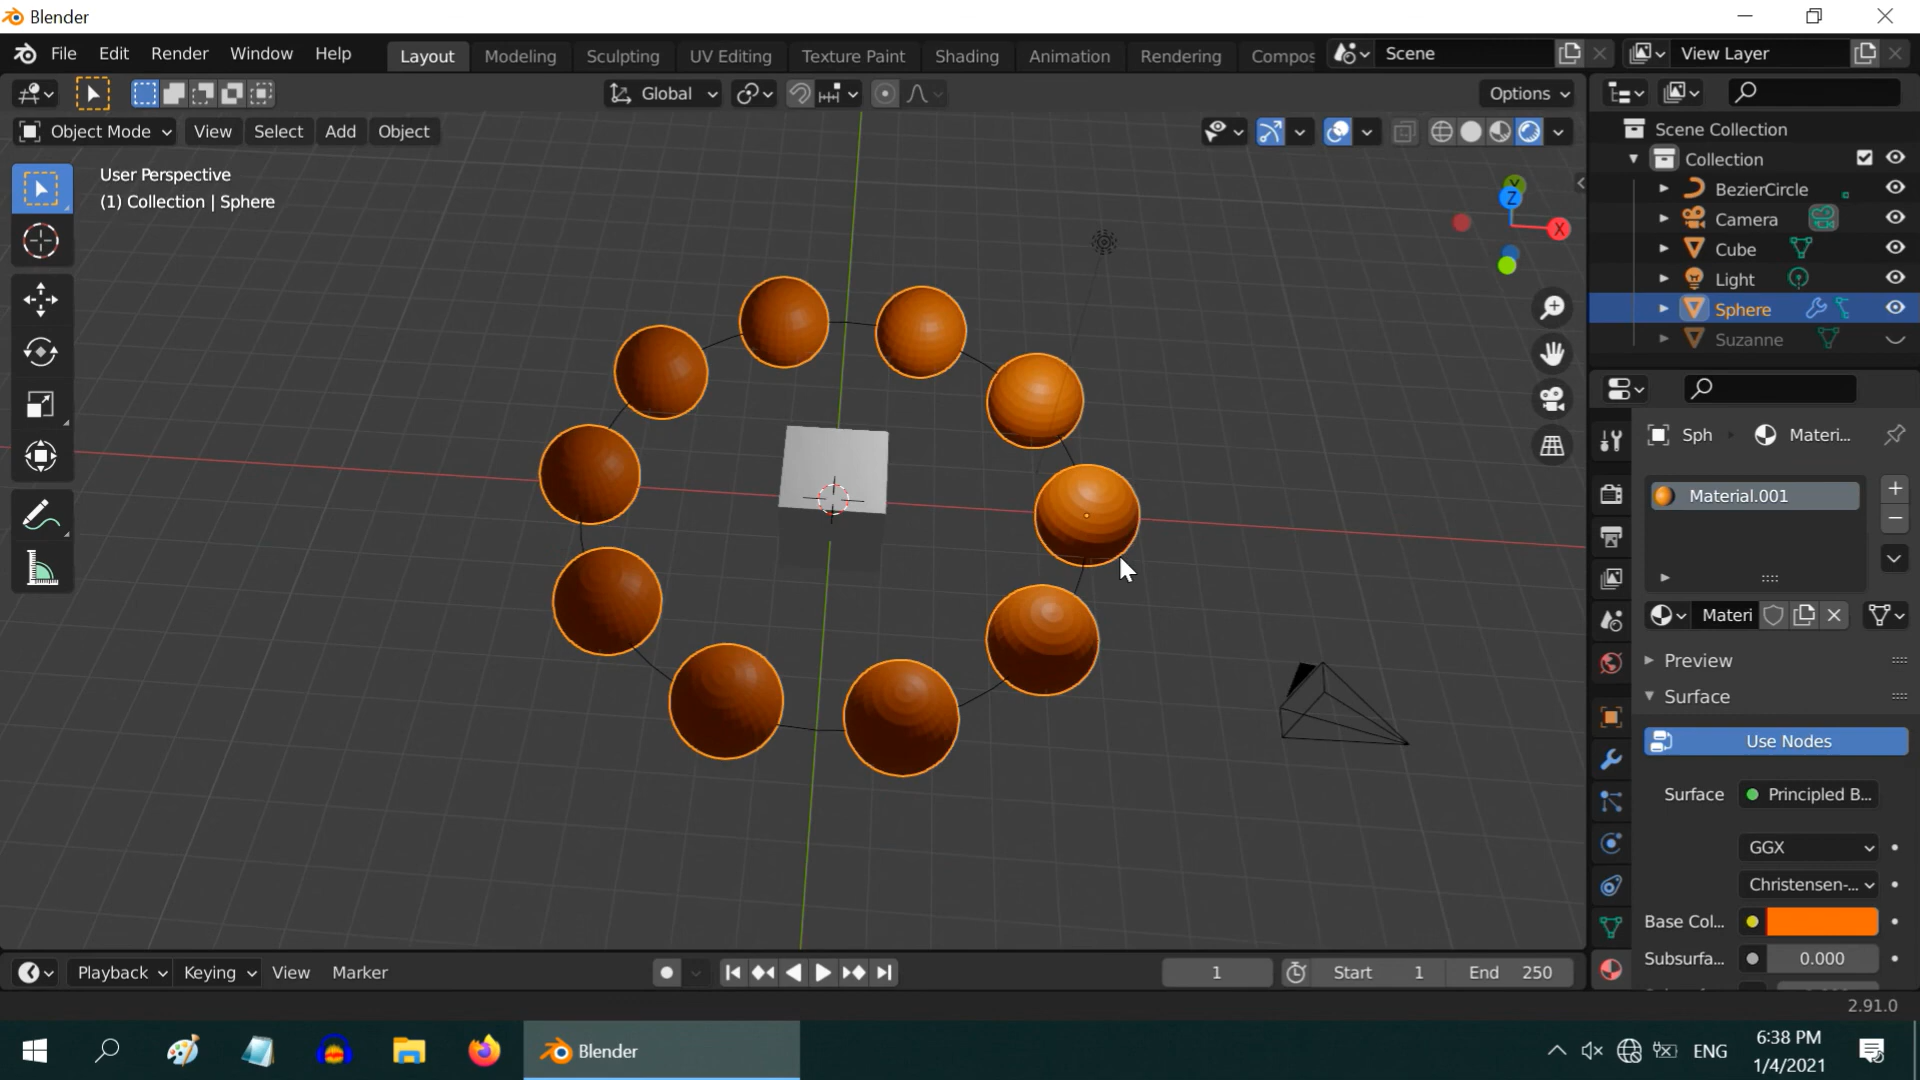 Blender
File Edit Render Window Help Layout Modeling Sculpting UV Editing Texture Paint Shading Animation Rendering Compos Scene View Layer
Global Options
Object Mode View Select Add Object
User Perspective
(1) Collection | Sphere
Y
Z
X
Scene Collection
Collection
BezierCircle
Camera
Cube
Light
Sphere
Suzanne
Sph Materi...
Material.001
Materi
Preview
Surface
Use Nodes
Surface Principled B...
GGX
Christensen-...
Base Col...
Subsurfa... 0.000
Playback Keying View Marker 1 Start 1 End 250
2.91.0
Blender
ENG
6:38 PM
1/4/2021